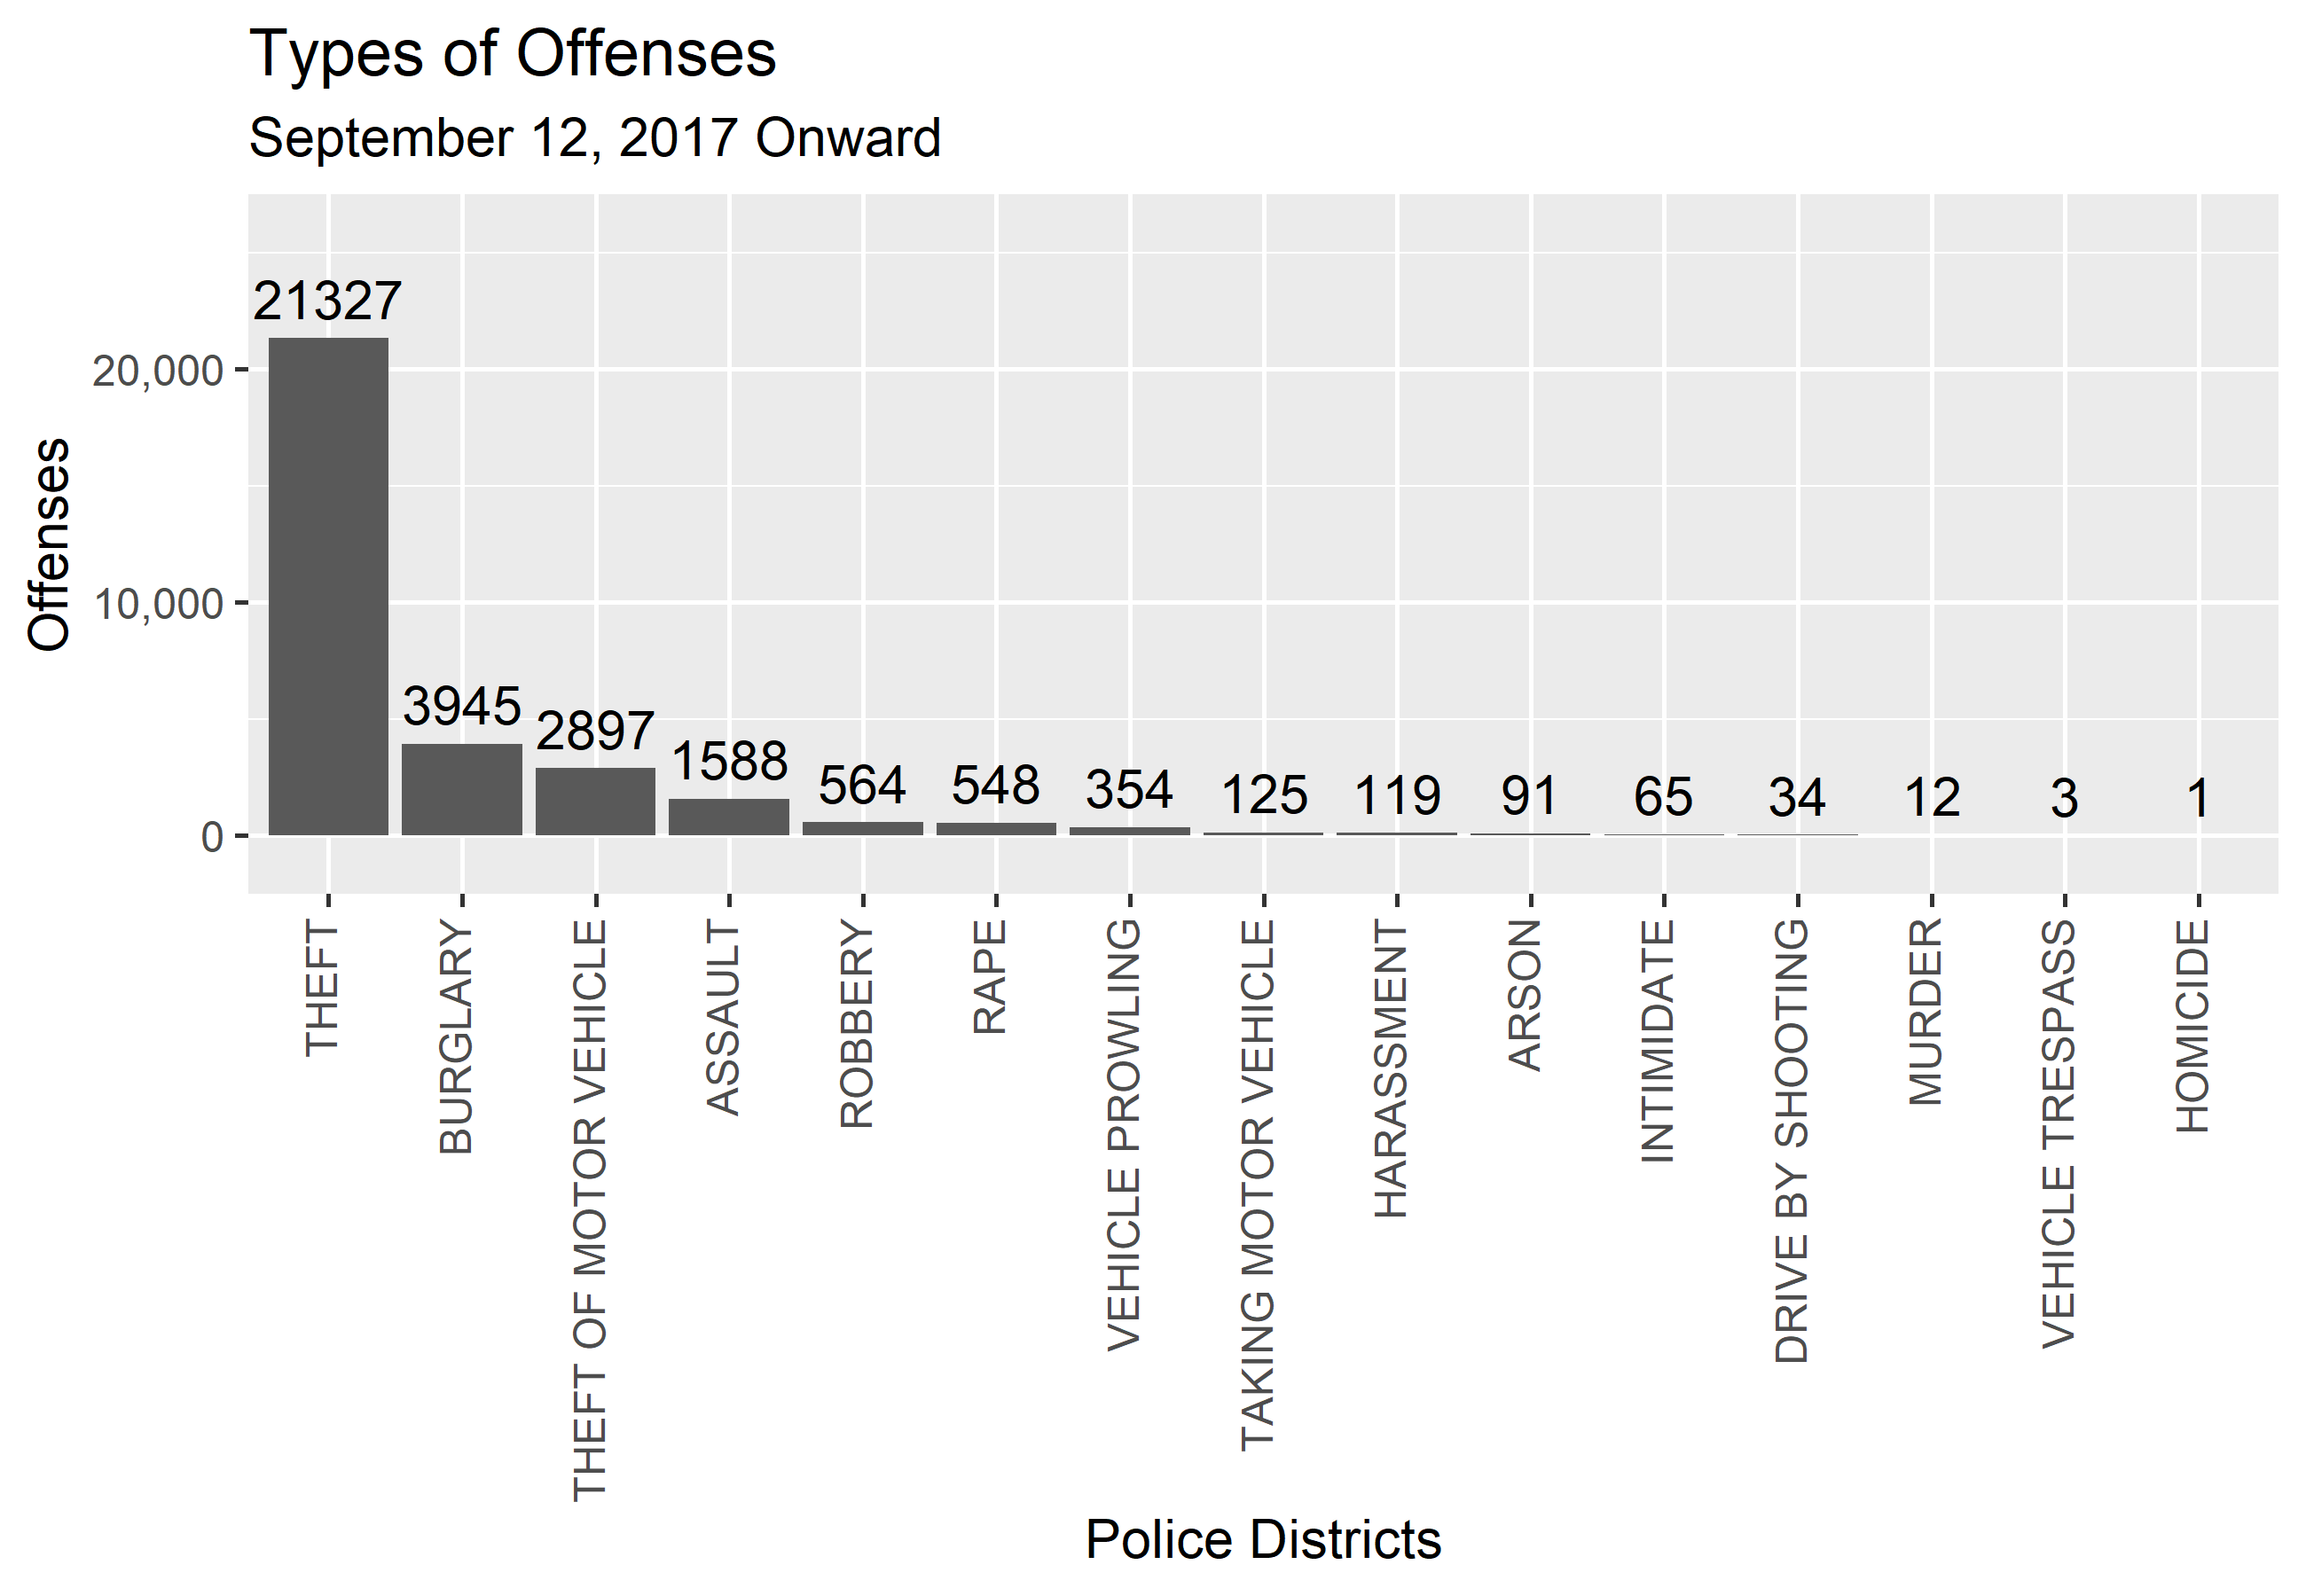 Types of Offenses
September 12, 2017 Onward
Offenses
20,000
10,000
0
21327
3945
2897
1588
564
548
354
125
119
91
65
34
12
3
1
THEFT
BURGLARY
THEFT OF MOTOR VEHICLE
ASSAULT
ROBBERY
RAPE
VEHICLE PROWLING
TAKING MOTOR VEHICLE
HARASSMENT
ARSON
INTIMIDATE
DRIVE BY SHOOTING
MURDER
VEHICLE TRESPASS
HOMICIDE
Police Districts